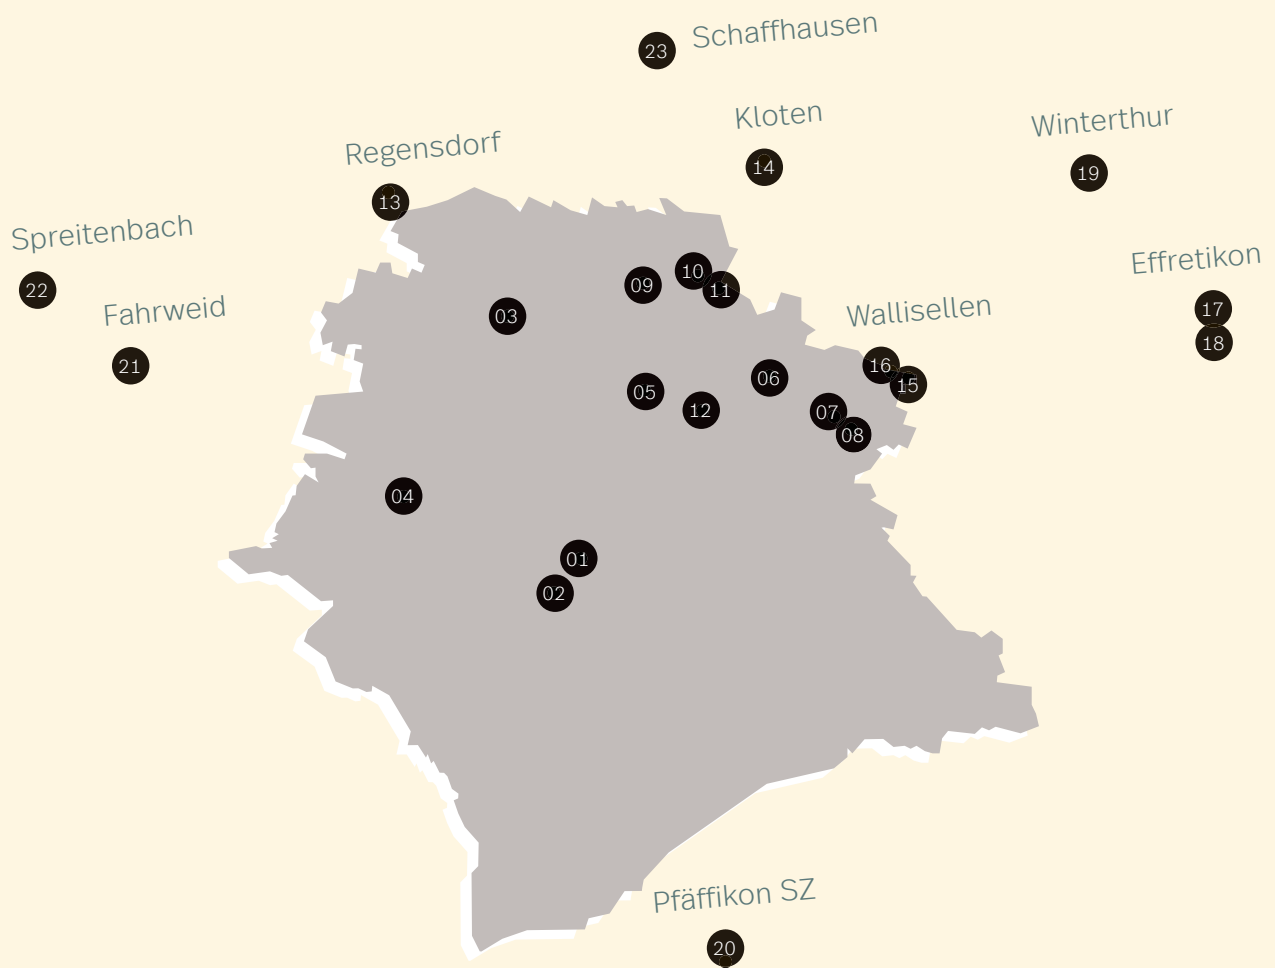 Schaffhausen
23
Kloten
14
Winterthur
19
Regensdorf
13
Spreitenbach
22
Fahrweid
21
Effretikon
17
18
Wallisellen
16
15
10
11
09
03
06
05
12
07
08
04
01
02
Pfäffikon SZ
20